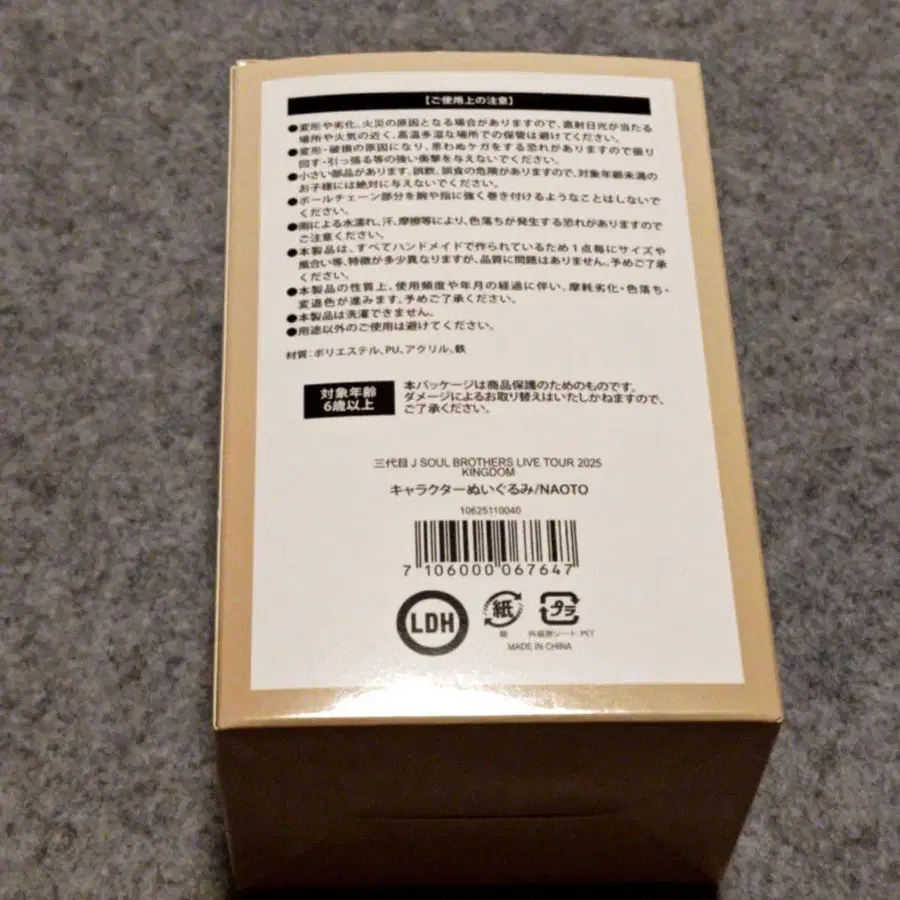 【ご使用上の注意】
●変形や劣化、火災の原因となる場合がありますので、直射日光が当たる
場所や火気の近く、高温多湿な場所での保管は避けてください。
●変形・破損の原因になり、思わぬケガをする恐れがありますので振り
回す・引っ張る等の強い衝撃を与えないでください。
●小さい部品があります。誤飲、誤食の危険がありますので、対象年齢未満の
お子様には絶対に与えないでください。
●ボールチェーン部分を腕や指に強く巻き付けるようなことはしないで
ください。
●雨による水濡れ、汗、摩擦等により、色落ちが発生する恐れがありますので
ご注意ください。
●本製品は、すべてハンドメイドで作られているため1点毎にサイズや
風合い等、特徴が多少異なりますが、品質に問題はありません。予めご了承
ください。
●本製品の性質上、使用頻度や年月の経過に伴い、摩耗劣化・色落ち・
変退色が進みます。予めご了承ください。
●本製品は洗濯できません。
●用途以外のご使用は避けてください。
材質:ポリエステル、PU、アクリル、鉄
対象年齢
6歳以上
本パッケージは商品保護のためのものです。
ダメージによるお取り替えはいたしかねますので、
ご了承ください。
三代目 J SOUL BROTHERS LIVE TOUR 2025
KINGDOM
キャラクターぬいぐるみ/NAOTO
10625110040
7 106000 067647
LDH
紙
プラ
箱
外装窓シート:PET
MADE IN CHINA